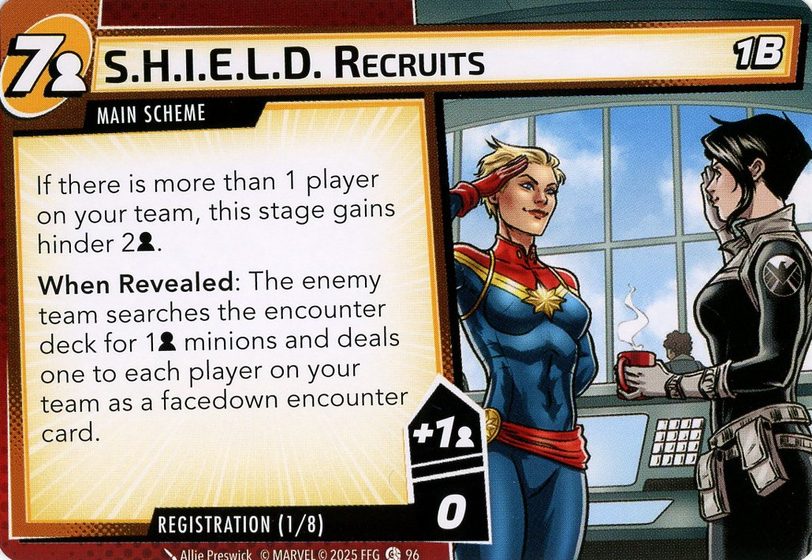 7
S.H.I.E.L.D. RECRUITS
1B
MAIN SCHEME
If there is more than 1 player
on your team, this stage gains
hinder 2.
When Revealed: The enemy
team searches the encounter
deck for 1 minions and deals
one to each player on your
team as a facedown encounter
card.
+1
0
REGISTRATION (1/8)
Allie Preswick © MARVEL © 2025 FFG 96